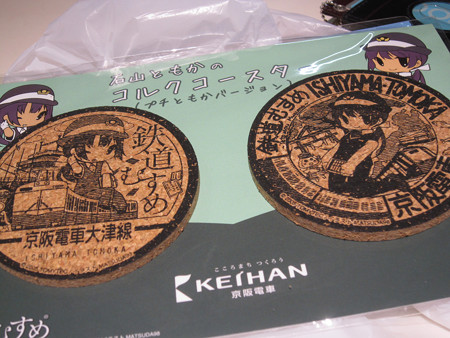 石山ともかの
コルクコースタ
(プチともかバージョン)
鉄道むすめ
京阪電車大津線
ISHIYAMA TOMOKA
鉄道むすめ ISHIYAMA-TOMOKA
京阪電車
こころまち つくろう
KEIHAN
京阪電車
むすめ
MATSUDA98